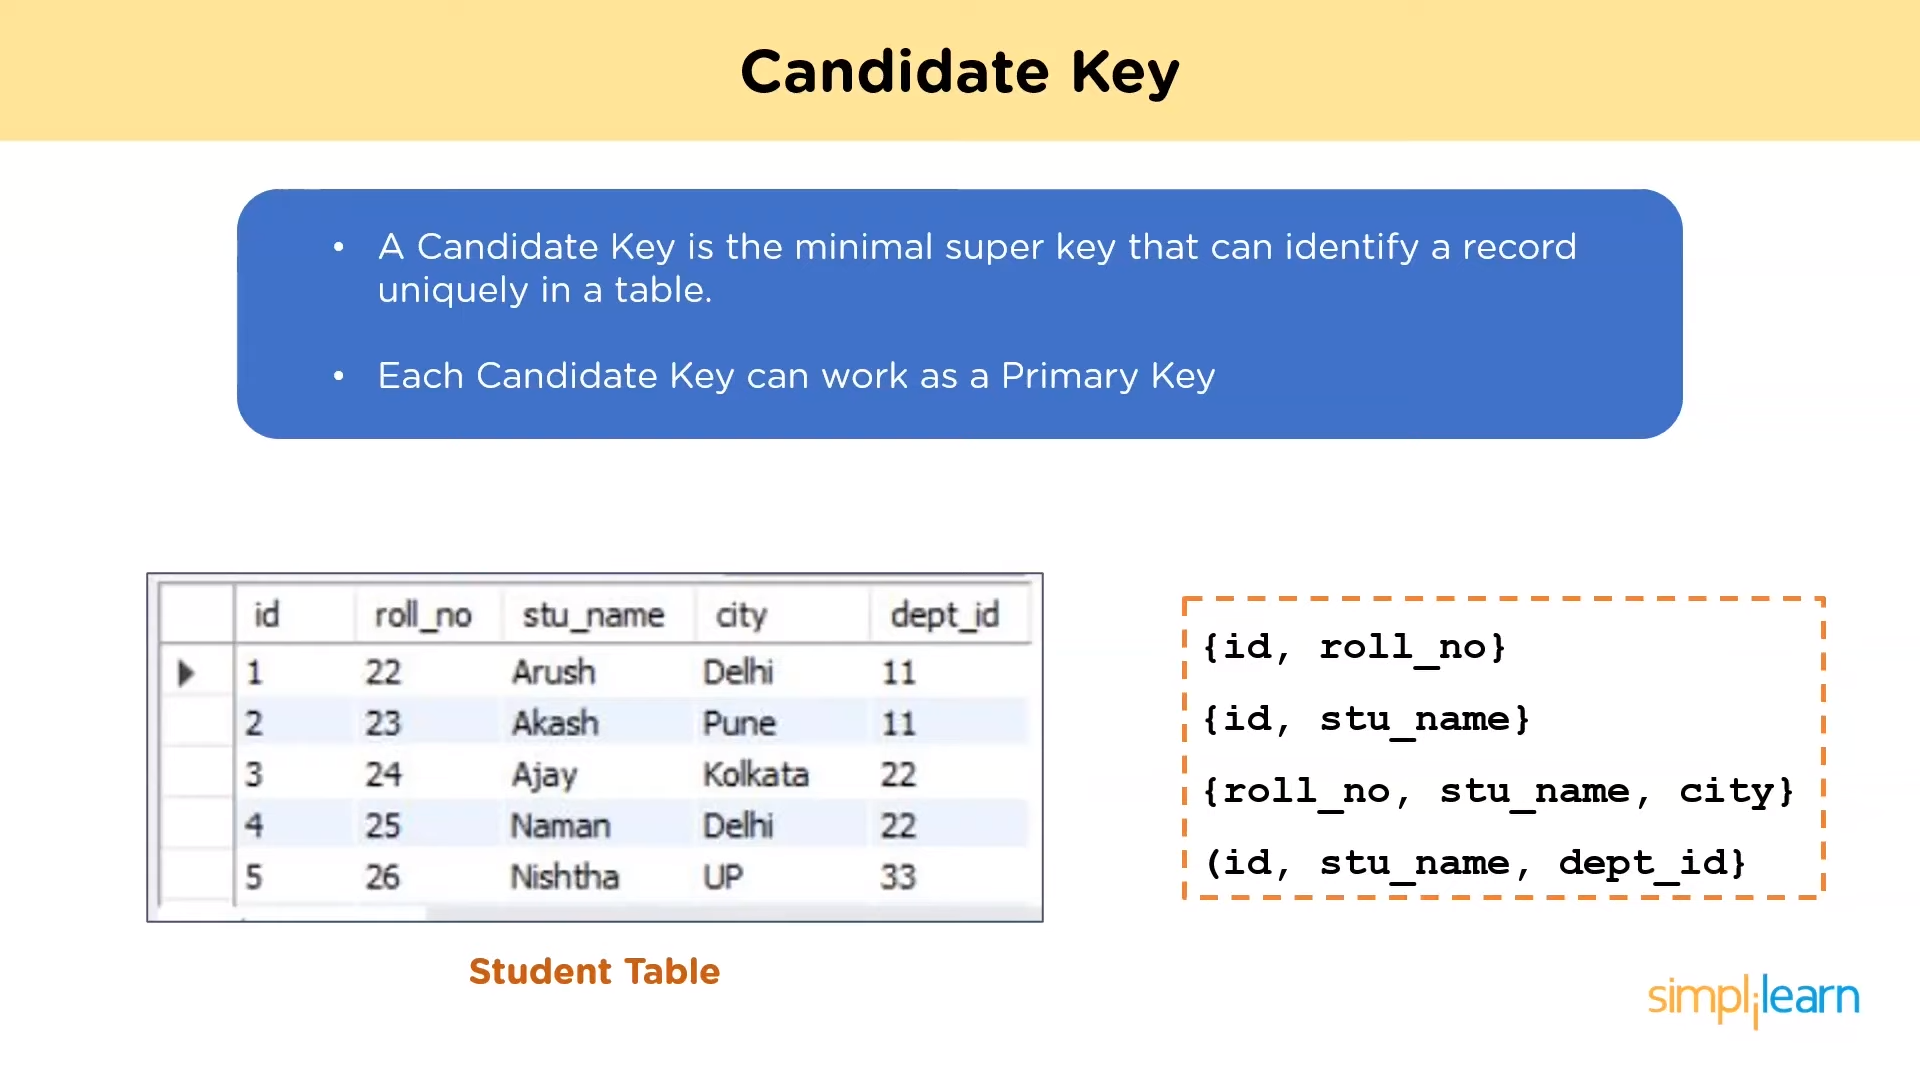 Candidate Key
• A Candidate Key is the minimal super key that can identify a record
uniquely in a table.
• Each Candidate Key can work as a Primary Key
id roll_no stu_name city dept_id
1 22 Arush Delhi 11
2 23 Akash Pune 11
3 24 Ajay Kolkata 22
4 25 Naman Delhi 22
5 26 Nishtha UP 33
Student Table
{id, roll_no}
{id, stu_name}
{roll_no, stu_name, city}
(id, stu_name, dept_id}
simplilearn